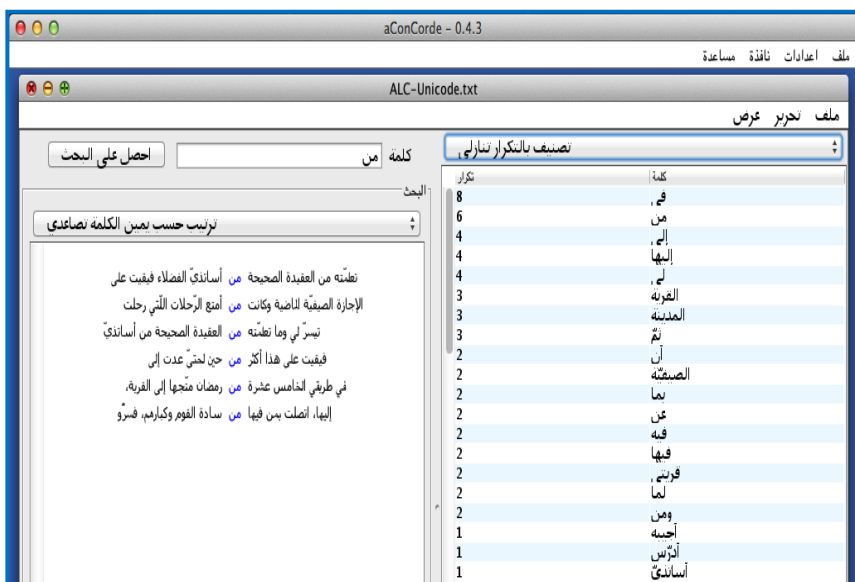 aConCorde - 0.4.3
ملف اعدادات نافذة مساعدة
ALC-Unicode.txt
ملف تحرير عرض
تصنيف بالتكرار تنازلي
كلمة تكرار
في 8
من 6
إلى 4
إليها 4
لي 4
القرية 3
المدينة 3
ثمّ 3
أن 2
الصيفيّة 2
بما 2
عن 2
فيه 2
فيها 2
قريتي 2
لما 2
ومن 2
أجيبه 1
أدرّس 1
أساتذيّ 1
كلمة من احصل على البحث
البحث
ترتيب حسب يمين الكلمة تصاعدي
تعلمّته من العقيدة الصحيحة من أساتذيّ الفضلاء فبقيت على
الإجازة الصيفيّة الماضية وكانت من أمتع الرّحلات اللّتي رحلت
تيسرّ لي وما تعلمّته من العقيدة الصحيحة من أساتذيّ
فبقيت على هذا أكثر من حين لحتىّ عدت إلى
في طريقي الخامس عشرة من رمضان متّجها إلى القرية،
إليها، اتصلت بمن فيها من سادة القوم وكبارهم، فسرّو